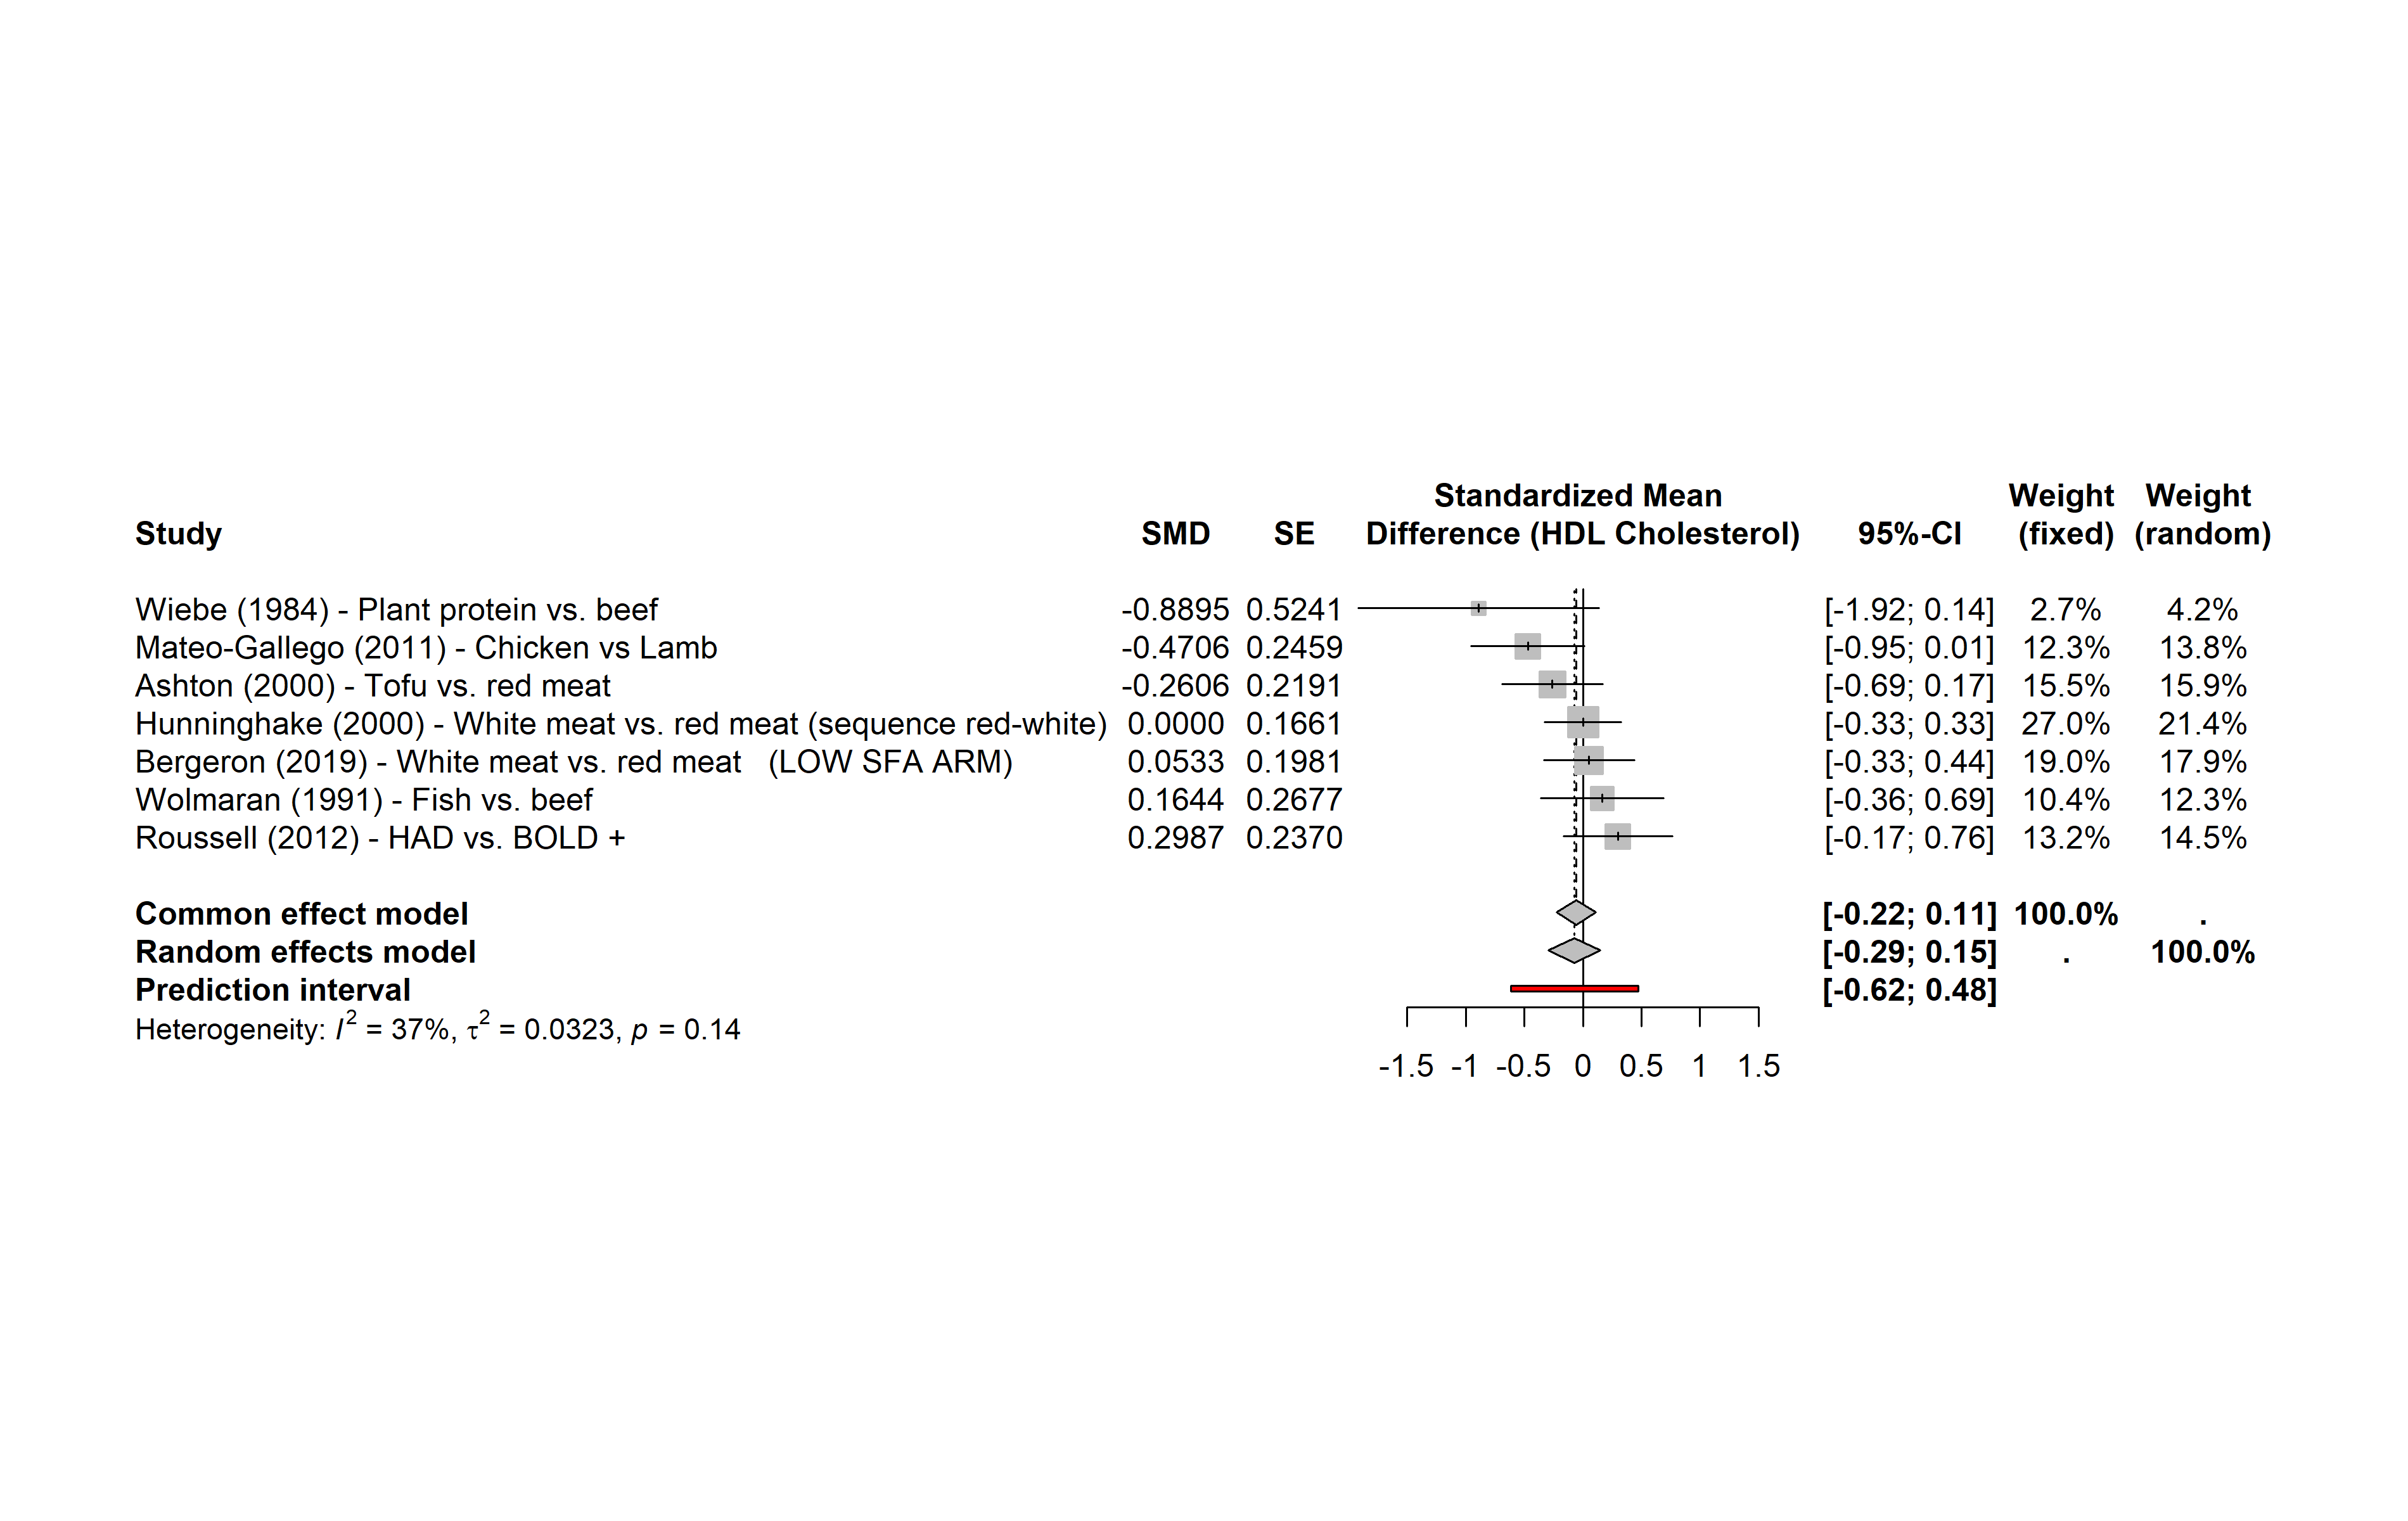 Standardized Mean Weight Weight
Study SMD SE Difference (HDL Cholesterol) 95%-CI (fixed) (random)
Wiebe (1984) - Plant protein vs. beef -0.8895 0.5241 [-1.92; 0.14] 2.7% 4.2%
Mateo-Gallego (2011) - Chicken vs Lamb -0.4706 0.2459 [-0.95; 0.01] 12.3% 13.8%
Ashton (2000) - Tofu vs. red meat -0.2606 0.2191 [-0.69; 0.17] 15.5% 15.9%
Hunninghake (2000) - White meat vs. red meat (sequence red-white) 0.0000 0.1661 [-0.33; 0.33] 27.0% 21.4%
Bergeron (2019) - White meat vs. red meat (LOW SFA ARM) 0.0533 0.1981 [-0.33; 0.44] 19.0% 17.9%
Wolmaran (1991) - Fish vs. beef 0.1644 0.2677 [-0.36; 0.69] 10.4% 12.3%
Roussell (2012) - HAD vs. BOLD + 0.2987 0.2370 [-0.17; 0.76] 13.2% 14.5%
Common effect model [-0.22; 0.11] 100.0% .
Random effects model [-0.29; 0.15] . 100.0%
Prediction interval [-0.62; 0.48]
Heterogeneity: I² = 37%, τ² = 0.0323, p = 0.14
-1.5 -1 -0.5 0 0.5 1 1.5